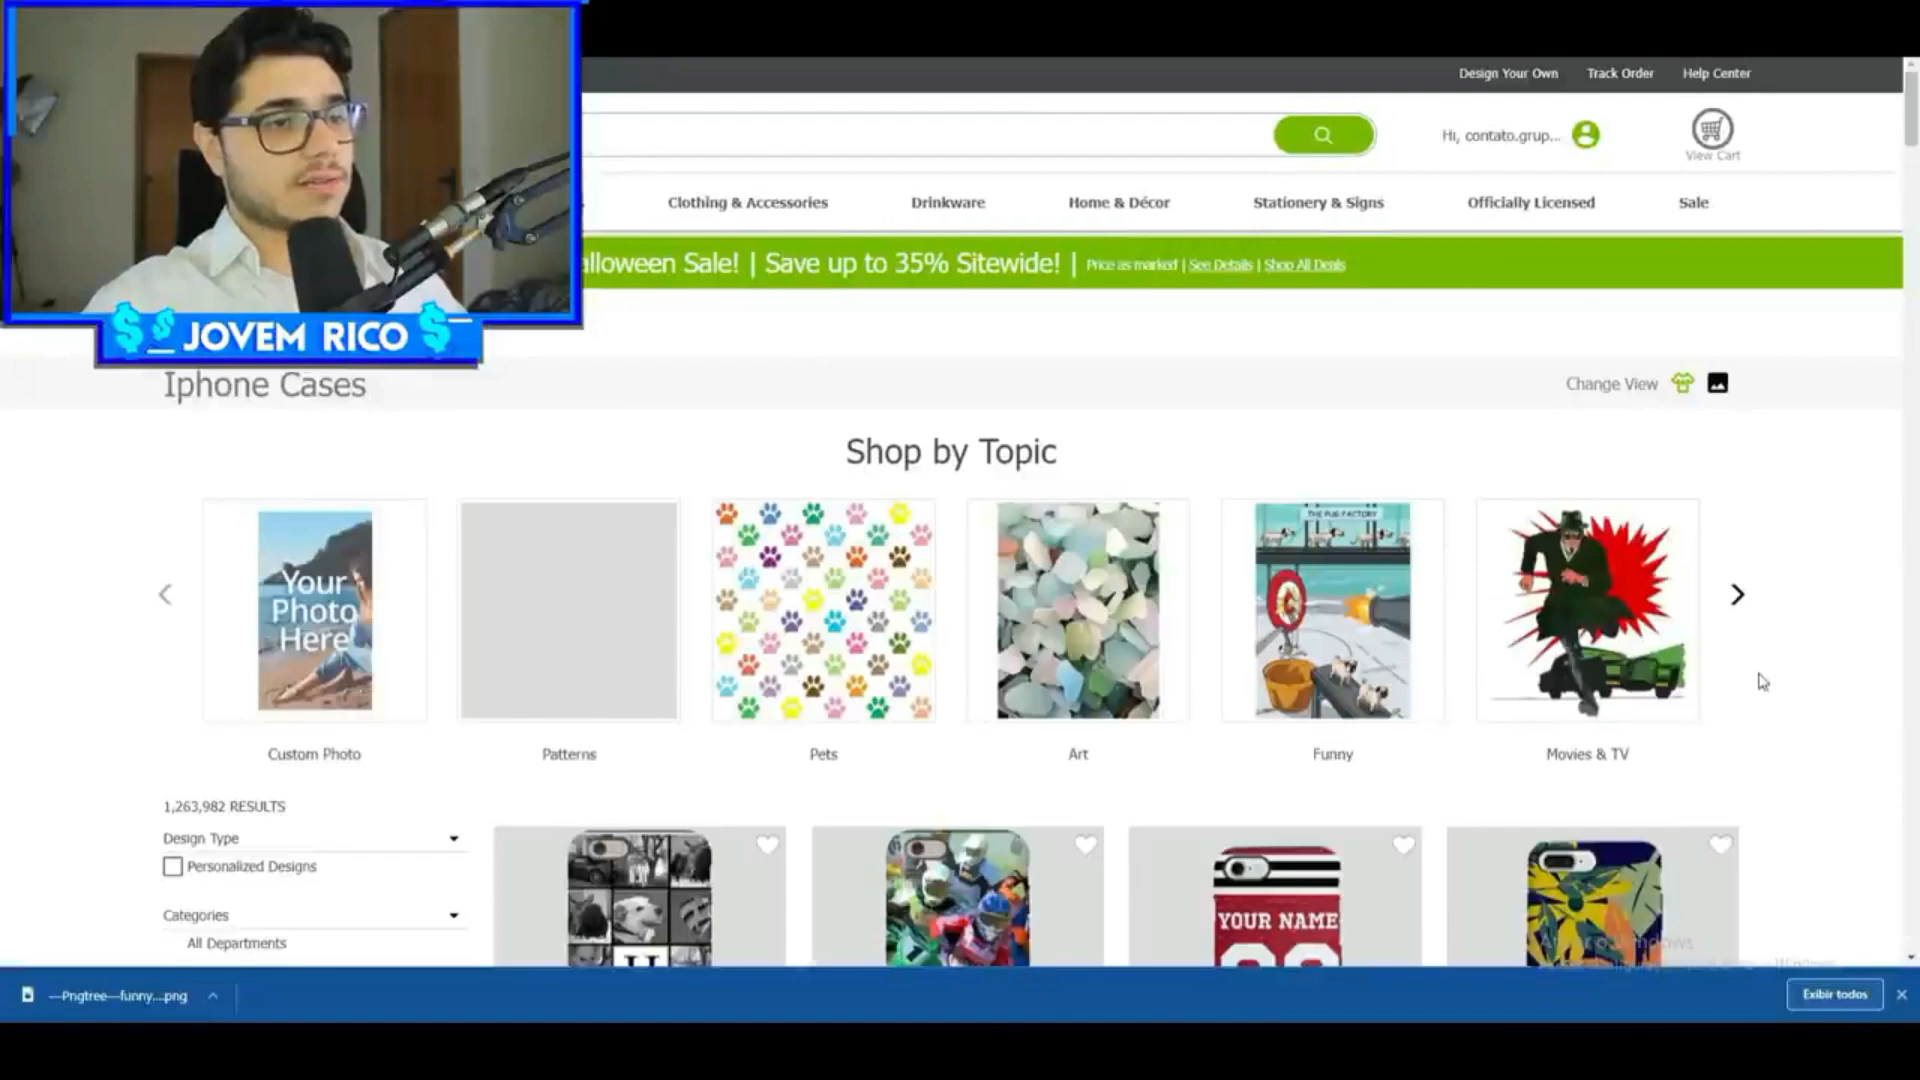 Design Your Own
Track Order
Help Center
Hi, contato.grup...
View Cart
Clothing & Accessories
Drinkware
Home & Décor
Stationery & Signs
Officially Licensed
Sale
alloween Sale! | Save up to 35% Sitewide! | Price as marked | See Details | Shop All Deals
$ $ JOVEM RICO $
Iphone Cases
Change View
Shop by Topic
Your
Photo
Here
THE PUG FACTORY
Custom Photo
Patterns
Pets
Art
Funny
Movies & TV
1,263,982 RESULTS
Design Type
Personalized Designs
Categories
All Departments
H
YOUR NAME
—Pngtree—funny....png
Exibir todos